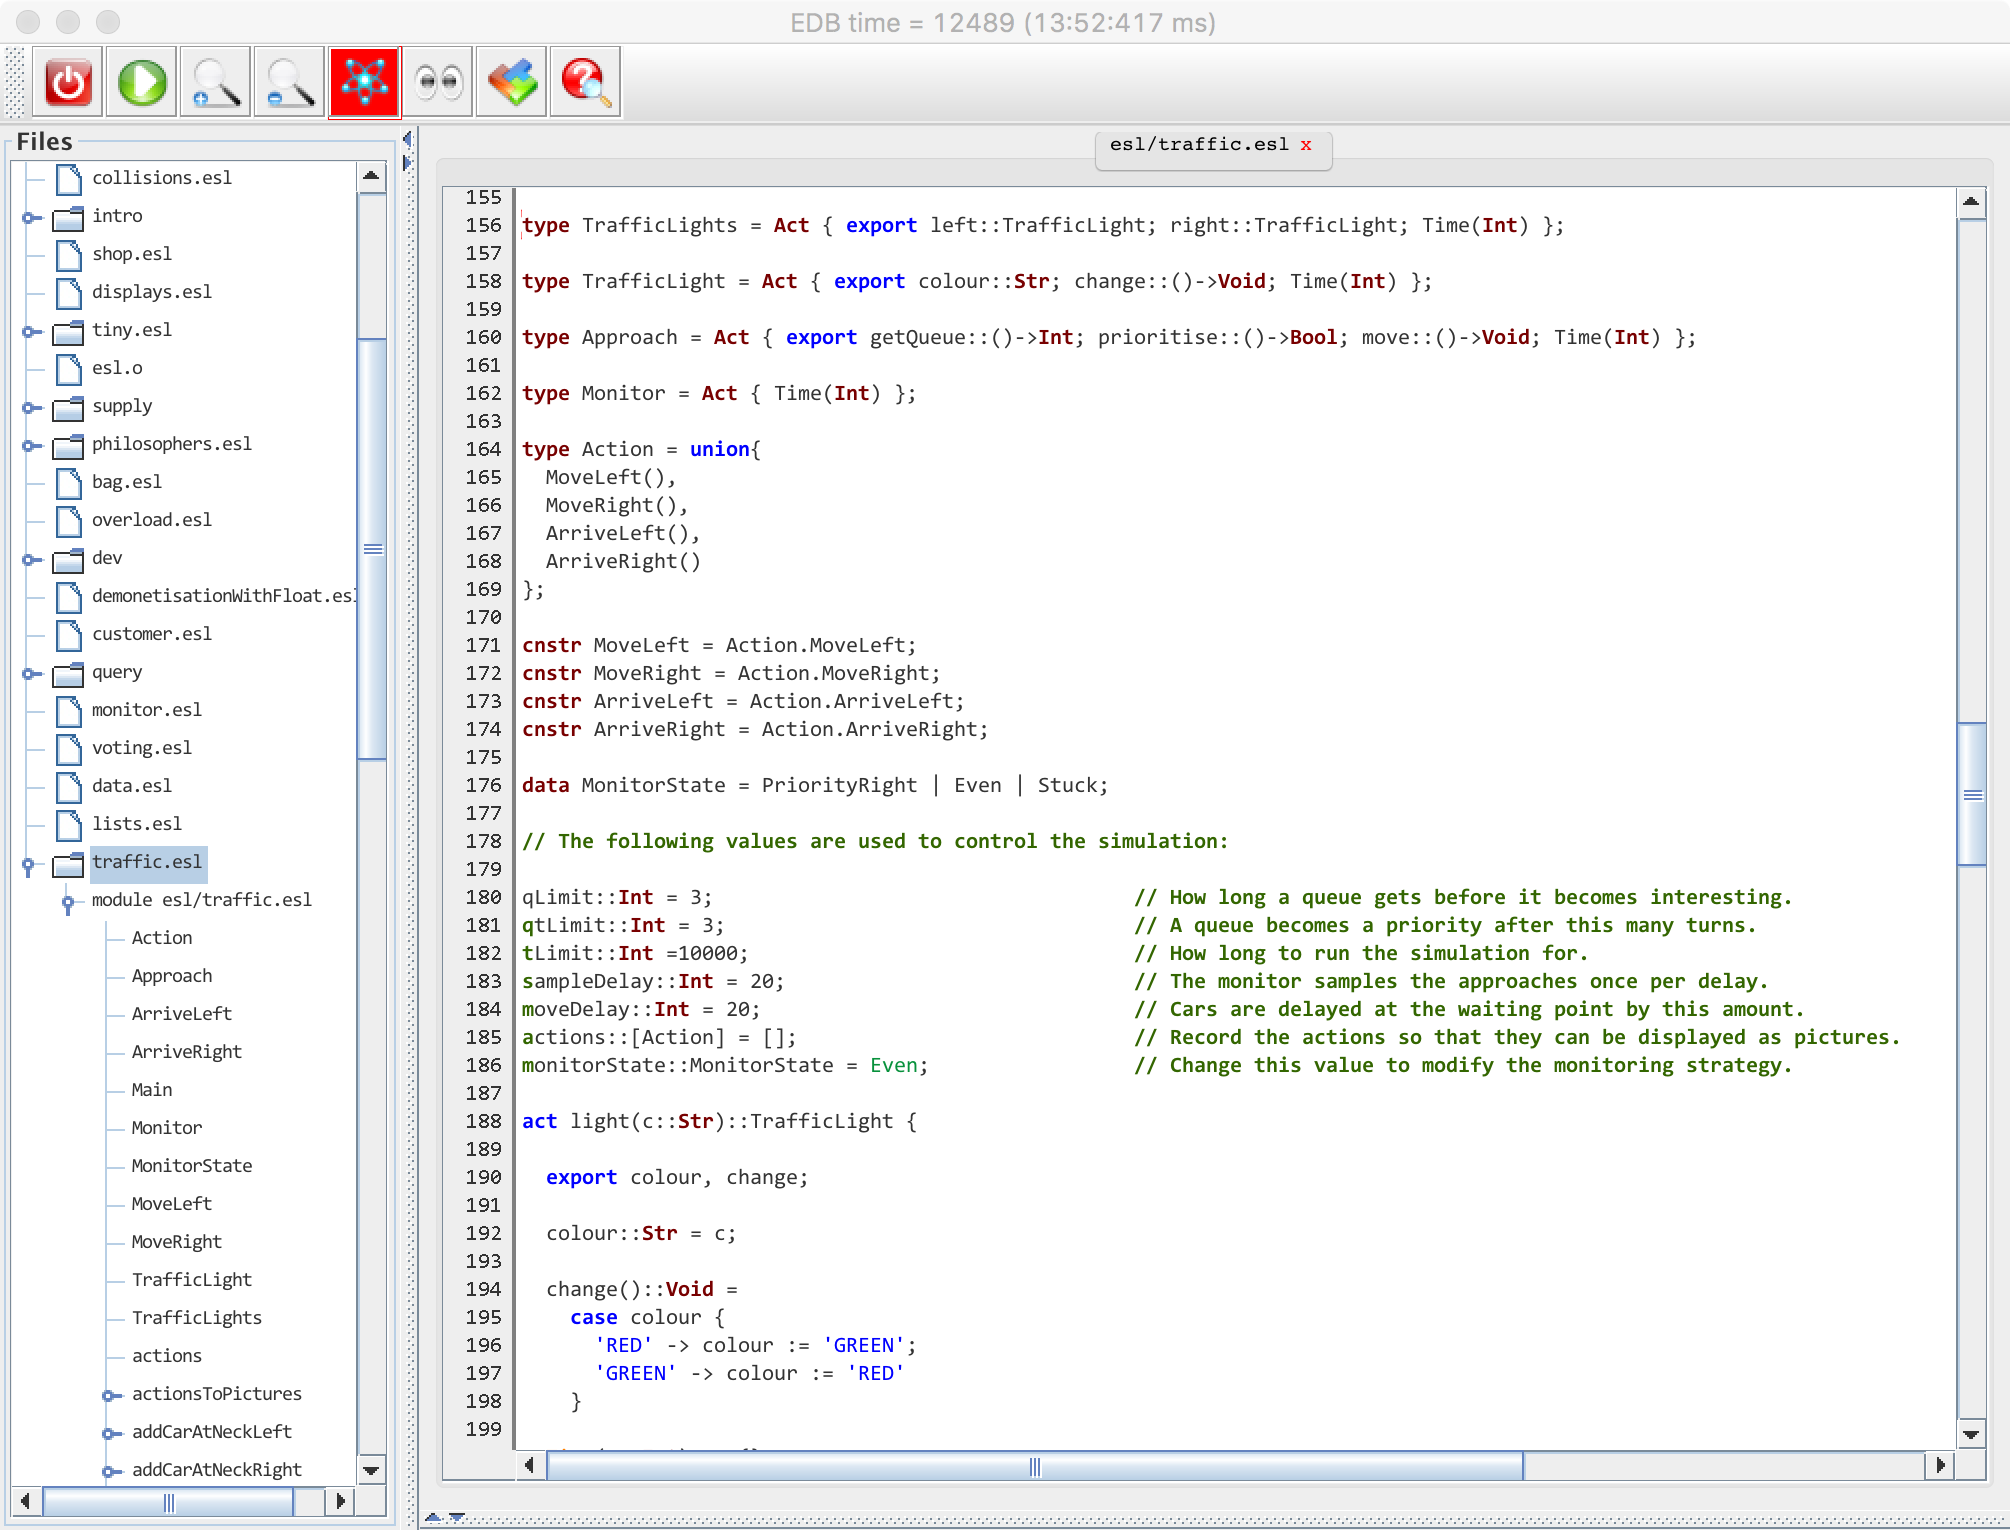 EDB time = 12489 (13:52:417 ms)
Files
collisions.esl
intro
shop.esl
displays.esl
tiny.esl
esl.o
supply
philosophers.esl
bag.esl
overload.esl
dev
demonetisationWithFloat.esl
customer.esl
query
monitor.esl
voting.esl
data.esl
lists.esl
traffic.esl
module esl/traffic.esl
Action
Approach
ArriveLeft
ArriveRight
Main
Monitor
MonitorState
MoveLeft
MoveRight
TrafficLight
TrafficLights
actions
actionsToPictures
addCarAtNeckLeft
addCarAtNeckRight
esl/traffic.esl x
155
156 type TrafficLights = Act { export left::TrafficLight; right::TrafficLight; Time(Int) };
157
158 type TrafficLight = Act { export colour::Str; change::()->Void; Time(Int) };
159
160 type Approach = Act { export getQueue::()->Int; prioritise::()->Bool; move::()->Void; Time(Int) };
161
162 type Monitor = Act { Time(Int) };
163
164 type Action = union{
165 MoveLeft(),
166 MoveRight(),
167 ArriveLeft(),
168 ArriveRight()
169 };
170
171 cnstr MoveLeft = Action.MoveLeft;
172 cnstr MoveRight = Action.MoveRight;
173 cnstr ArriveLeft = Action.ArriveLeft;
174 cnstr ArriveRight = Action.ArriveRight;
175
176 data MonitorState = PriorityRight | Even | Stuck;
177
178 // The following values are used to control the simulation:
179
180 qLimit::Int = 3; // How long a queue gets before it becomes interesting.
181 qtLimit::Int = 3; // A queue becomes a priority after this many turns.
182 tLimit::Int =10000; // How long to run the simulation for.
183 sampleDelay::Int = 20; // The monitor samples the approaches once per delay.
184 moveDelay::Int = 20; // Cars are delayed at the waiting point by this amount.
185 actions::[Action] = []; // Record the actions so that they can be displayed as pictures.
186 monitorState::MonitorState = Even; // Change this value to modify the monitoring strategy.
187
188 act light(c::Str)::TrafficLight {
189
190 export colour, change;
191
192 colour::Str = c;
193
194 change()::Void =
195 case colour {
196 'RED' -> colour := 'GREEN';
197 'GREEN' -> colour := 'RED'
198 }
199